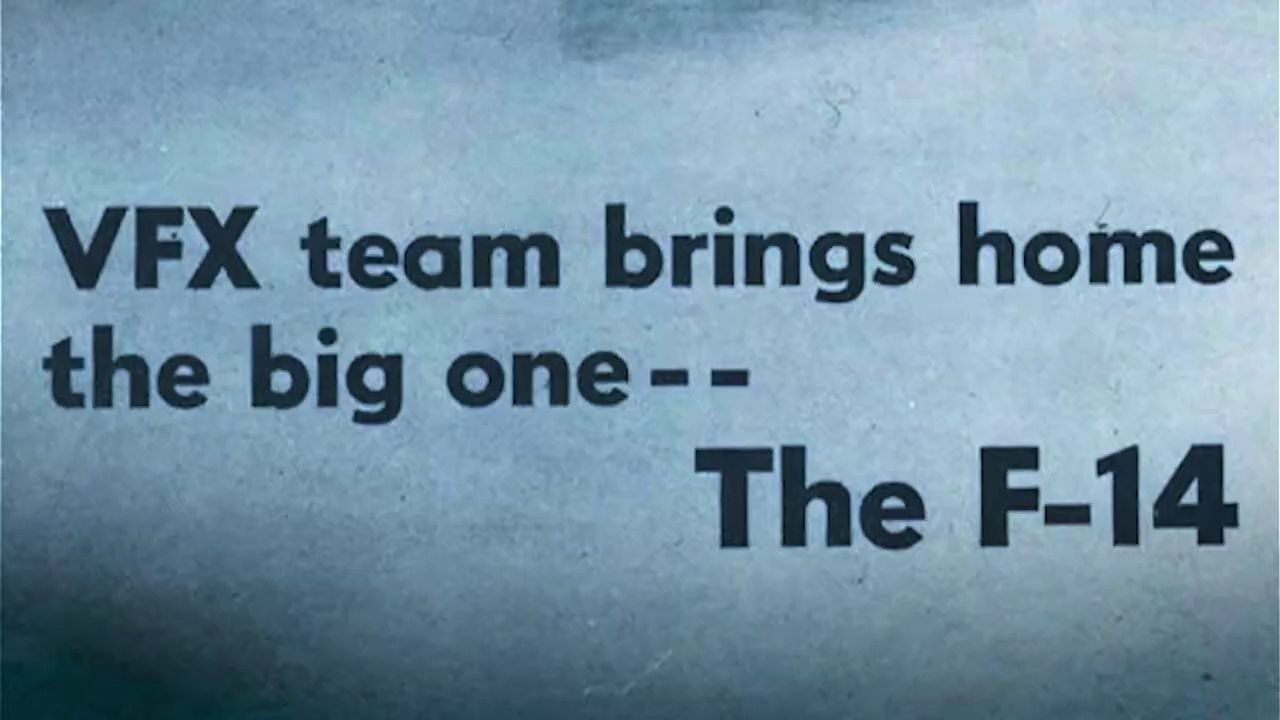 VFX team brings home
the big one--
The F-14